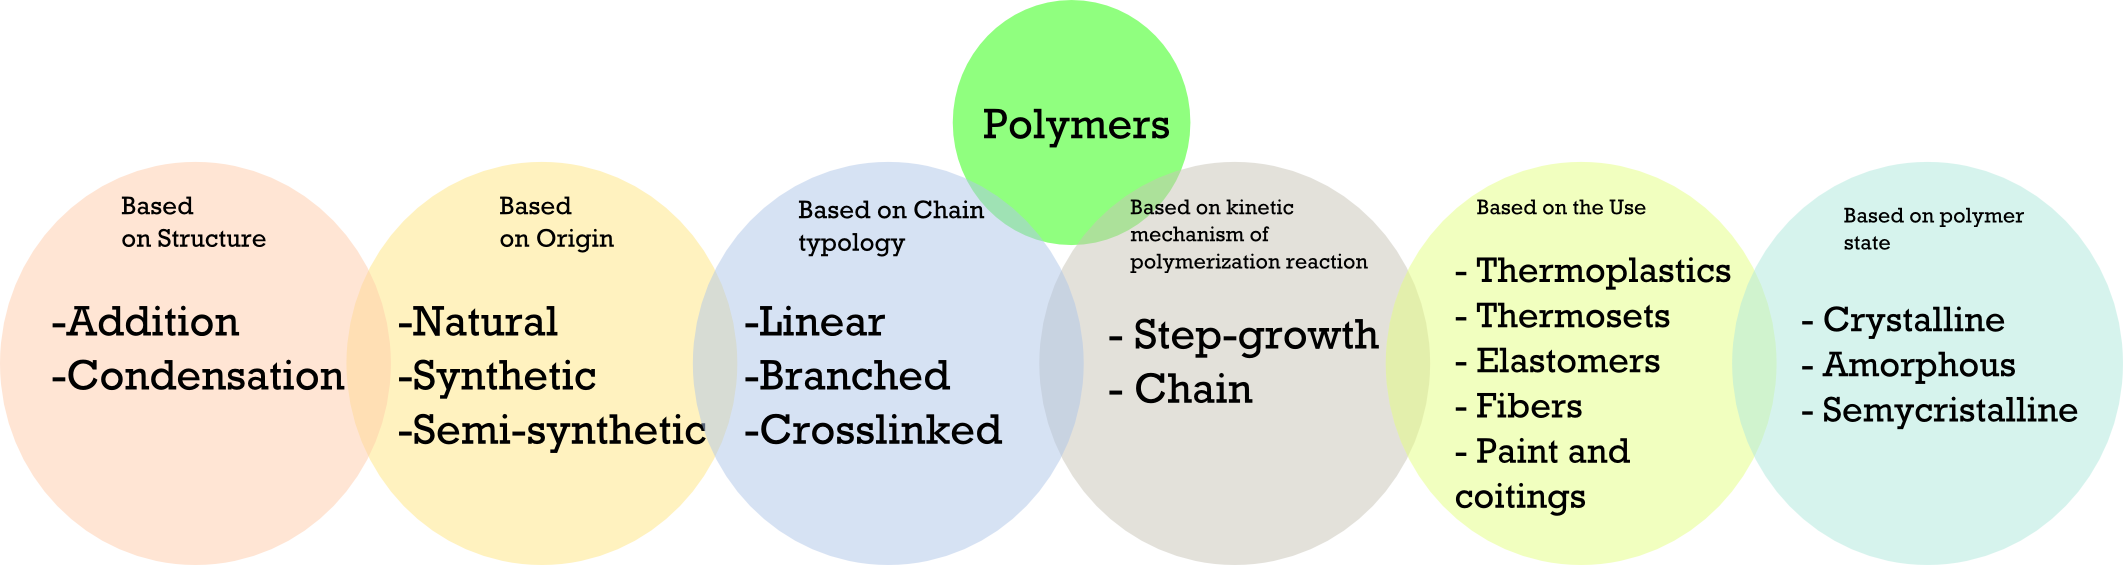 Polymers
Based
on Structure
-Addition
-Condensation
Based
on Origin
-Natural
-Synthetic
-Semi-synthetic
Based on Chain
typology
-Linear
-Branched
-Crosslinked
Based on kinetic
mechanism of
polymerization reaction
- Step-growth
- Chain
Based on the Use
- Thermoplastics
- Thermosets
- Elastomers
- Fibers
- Paint and
coitings
Based on polymer
state
- Crystalline
- Amorphous
- Semycristalline